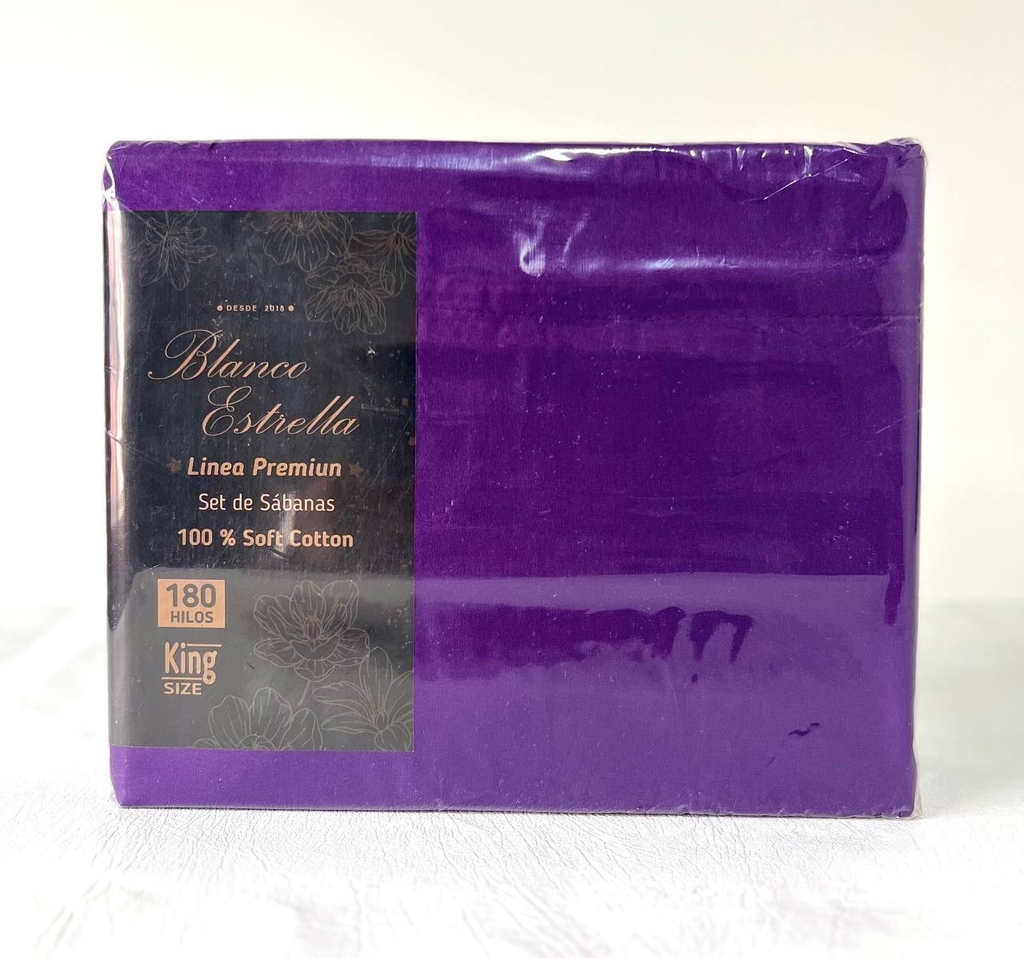 DESDE 2018
Blanco
Estrella
Linea Premiun
Set de Sábanas
100 % Soft Cotton
180
HILOS
King
SIZE